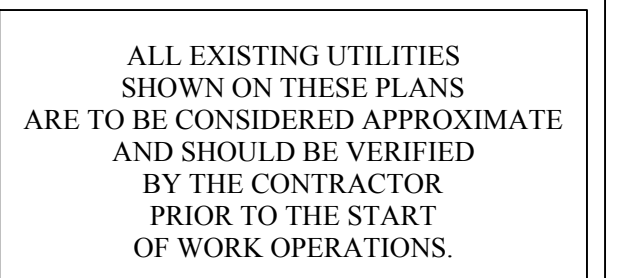 ALL EXISTING UTILITIES
SHOWN ON THESE PLANS
ARE TO BE CONSIDERED APPROXIMATE
AND SHOULD BE VERIFIED
BY THE CONTRACTOR
PRIOR TO THE START
OF WORK OPERATIONS.